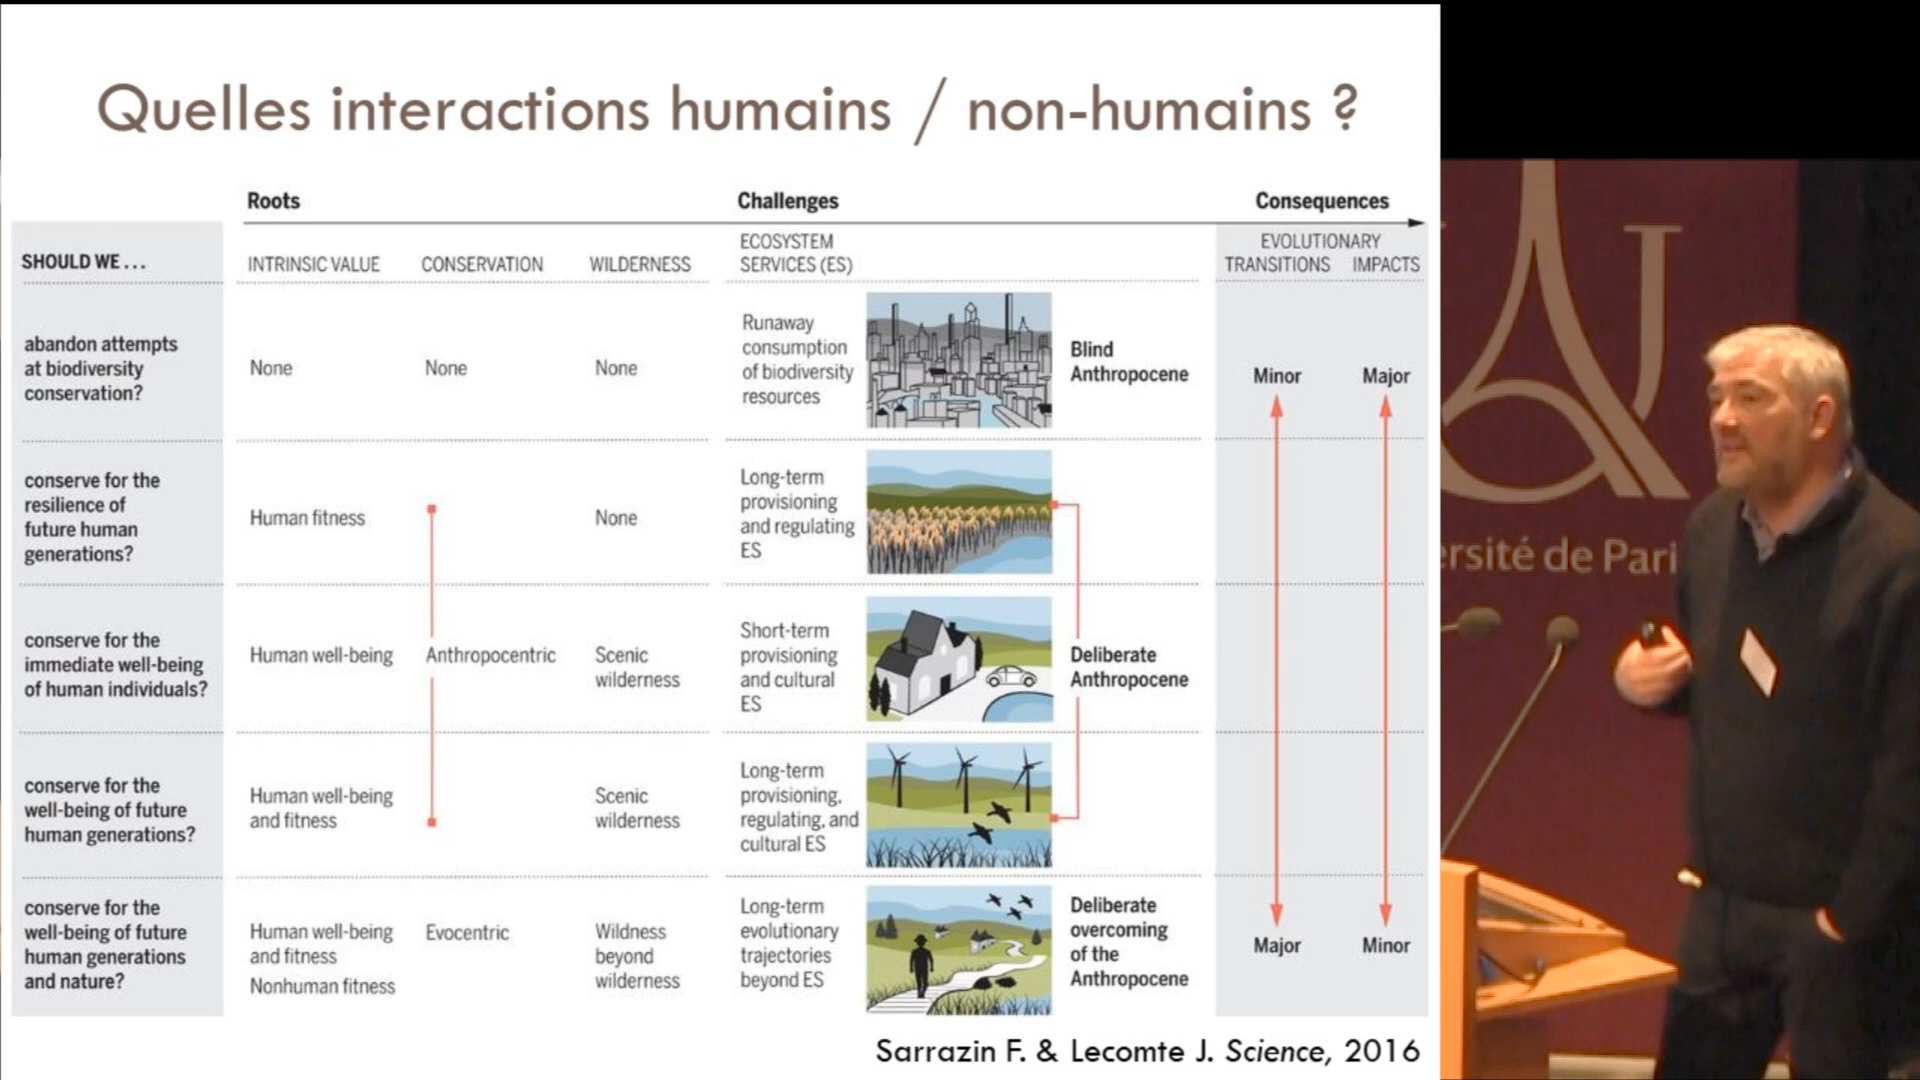 Quelles interactions humains / non-humains ?
Roots
Challenges
Consequences
SHOULD WE ...
INTRINSIC VALUE
CONSERVATION
WILDERNESS
ECOSYSTEM
SERVICES (ES)
EVOLUTIONARY
TRANSITIONS IMPACTS
abandon attempts
at biodiversity
conservation?
None
None
None
Runaway
consumption
of biodiversity
resources
Blind
Anthropocene
Minor
Major
conserve for the
resilience of
future human
generations?
Human fitness
None
Long-term
provisioning
and regulating
ES
conserve for the
immediate well-being
of human individuals?
Human well-being
Anthropocentric
Scenic
wilderness
Short-term
provisioning
and cultural
ES
Deliberate
Anthropocene
conserve for the
well-being of future
human generations?
Human well-being
and fitness
Scenic
wilderness
Long-term
provisioning,
regulating, and
cultural ES
conserve for the
well-being of future
human generations
and nature?
Human well-being
and fitness
Nonhuman fitness
Evocentric
Wildness
beyond
wilderness
Long-term
evolutionary
trajectories
beyond ES
Deliberate
overcoming
of the
Anthropocene
Major
Minor
Sarrazin F. & Lecomte J. Science, 2016
ersité de Pari